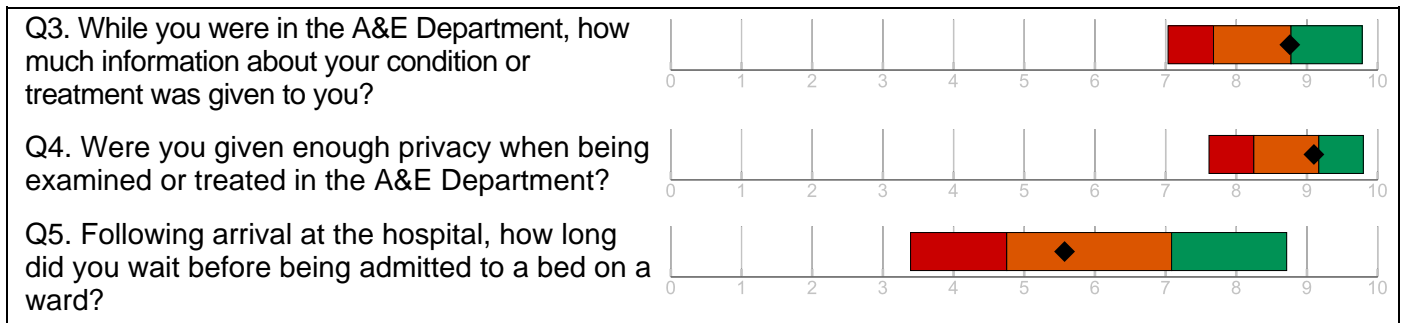 Q3. While you were in the A&E Department, how
much information about your condition or
treatment was given to you?
0 1 2 3 4 5 6 7 8 9 10
Q4. Were you given enough privacy when being
examined or treated in the A&E Department?
0 1 2 3 4 5 6 7 8 9 10
Q5. Following arrival at the hospital, how long
did you wait before being admitted to a bed on a
ward?
0 1 2 3 4 5 6 7 8 9 10